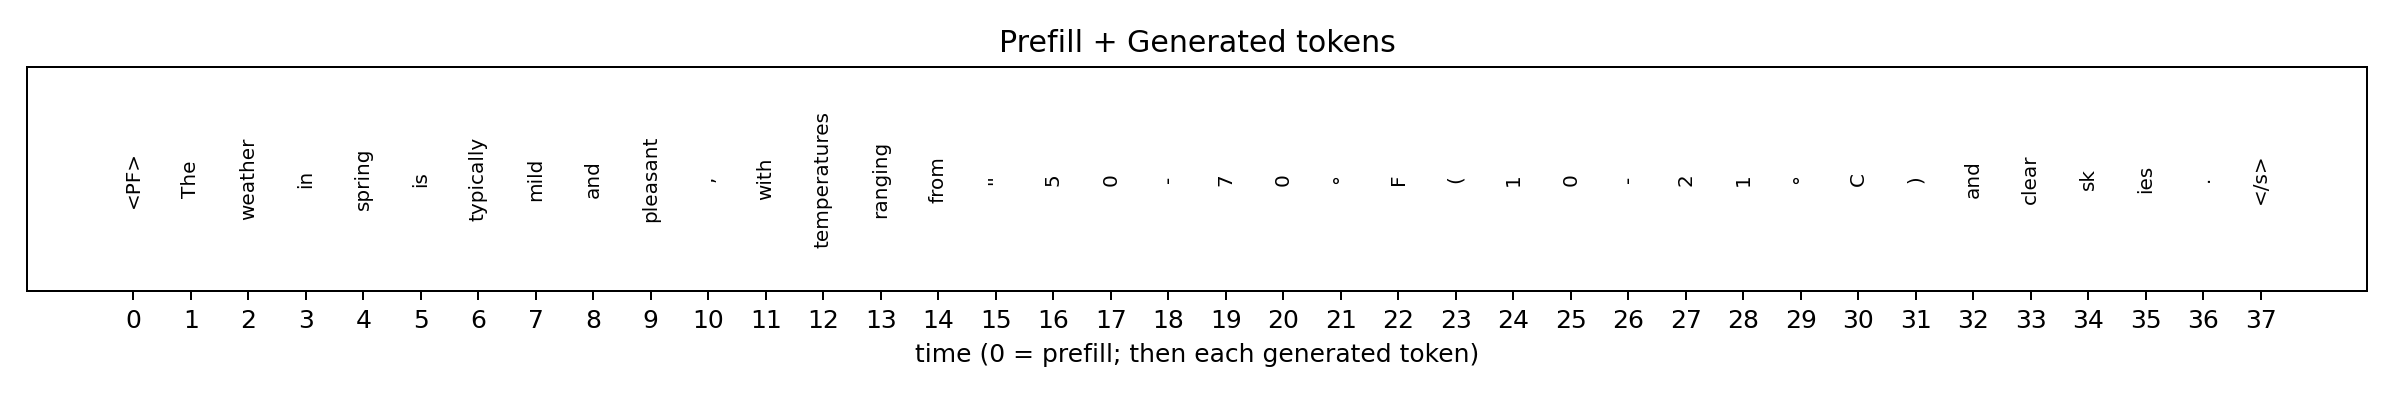 Prefill + Generated tokens
<PF> The weather in spring is typically mild and pleasant , with temperatures ranging from " 5 0 - 7 0 ° F ( 1 0 - 2 1 ° C ) and clear sk ies . </s>
0 1 2 3 4 5 6 7 8 9 10 11 12 13 14 15 16 17 18 19 20 21 22 23 24 25 26 27 28 29 30 31 32 33 34 35 36 37
time (0 = prefill; then each generated token)